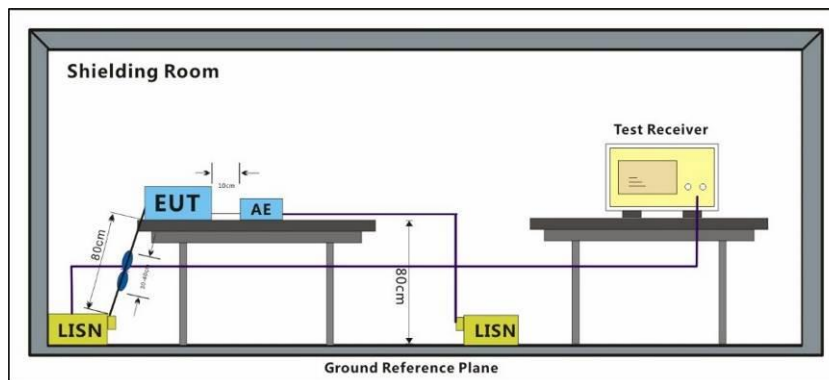 Shielding Room
Test Receiver
10cm
EUT
AE
80cm
80cm
LISN
LISN
Ground Reference Plane